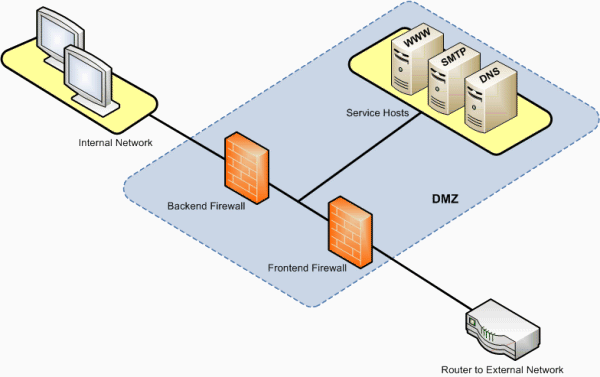 WWW
SMTP
DNS
Service Hosts
Internal Network
Backend Firewall
DMZ
Frontend Firewall
Router to External Network